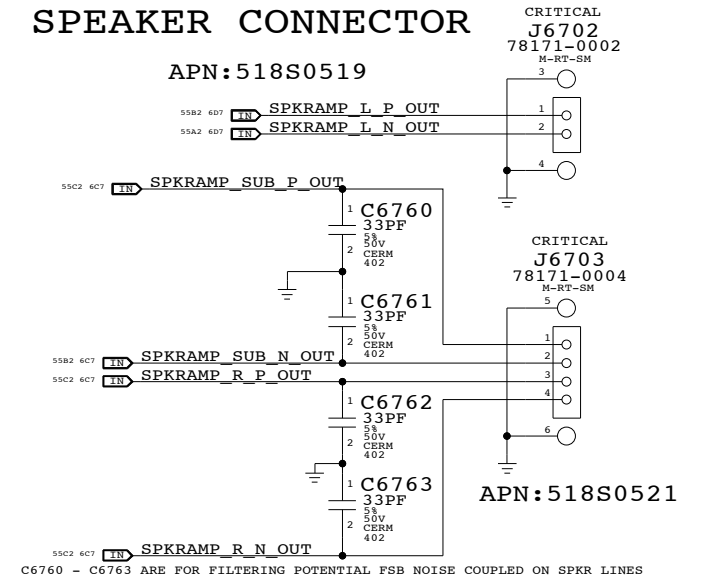 SPEAKER CONNECTOR
CRITICAL
J6702
78171-0002
M-RT-SM
APN:518S0519
3
55B2 6D7 IN SPKRAMP_L_P_OUT 1
55A2 6D7 IN SPKRAMP_L_N_OUT 2
4
55C2 6C7 IN SPKRAMP_SUB_P_OUT
1 C6760
33PF
5%
50V
2 CERM
402
CRITICAL
J6703
78171-0004
M-RT-SM
5
1 C6761
33PF
5%
50V
2 CERM
402
1
55B2 6C7 IN SPKRAMP_SUB_N_OUT 2
55C2 6C7 IN SPKRAMP_R_P_OUT 3
4
1 C6762
33PF
5%
50V
2 CERM
402
6
1 C6763
33PF
5%
50V
2 CERM
402
APN:518S0521
55C2 6C7 IN SPKRAMP_R_N_OUT
C6760 - C6763 ARE FOR FILTERING POTENTIAL FSB NOISE COUPLED ON SPKR LINES